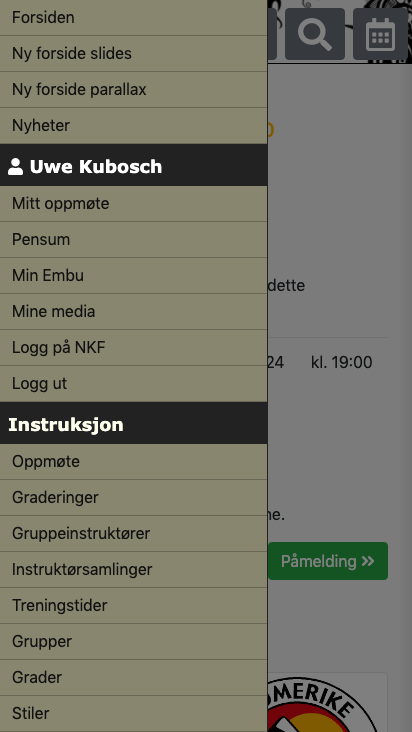 Forsiden
Ny forside slides
Ny forside parallax
Nyheter
Uwe Kubosch
Mitt oppmøte
Pensum
Min Embu
dette
Mine media
Logg på NKF
24 kl. 19:00
Logg ut
Instruksjon
Oppmøte
Graderinger
ne.
Gruppeinstruktører
Instruktørsamlinger
Påmelding
Treningstider
Grupper
Grader
Stiler
OMERIKE